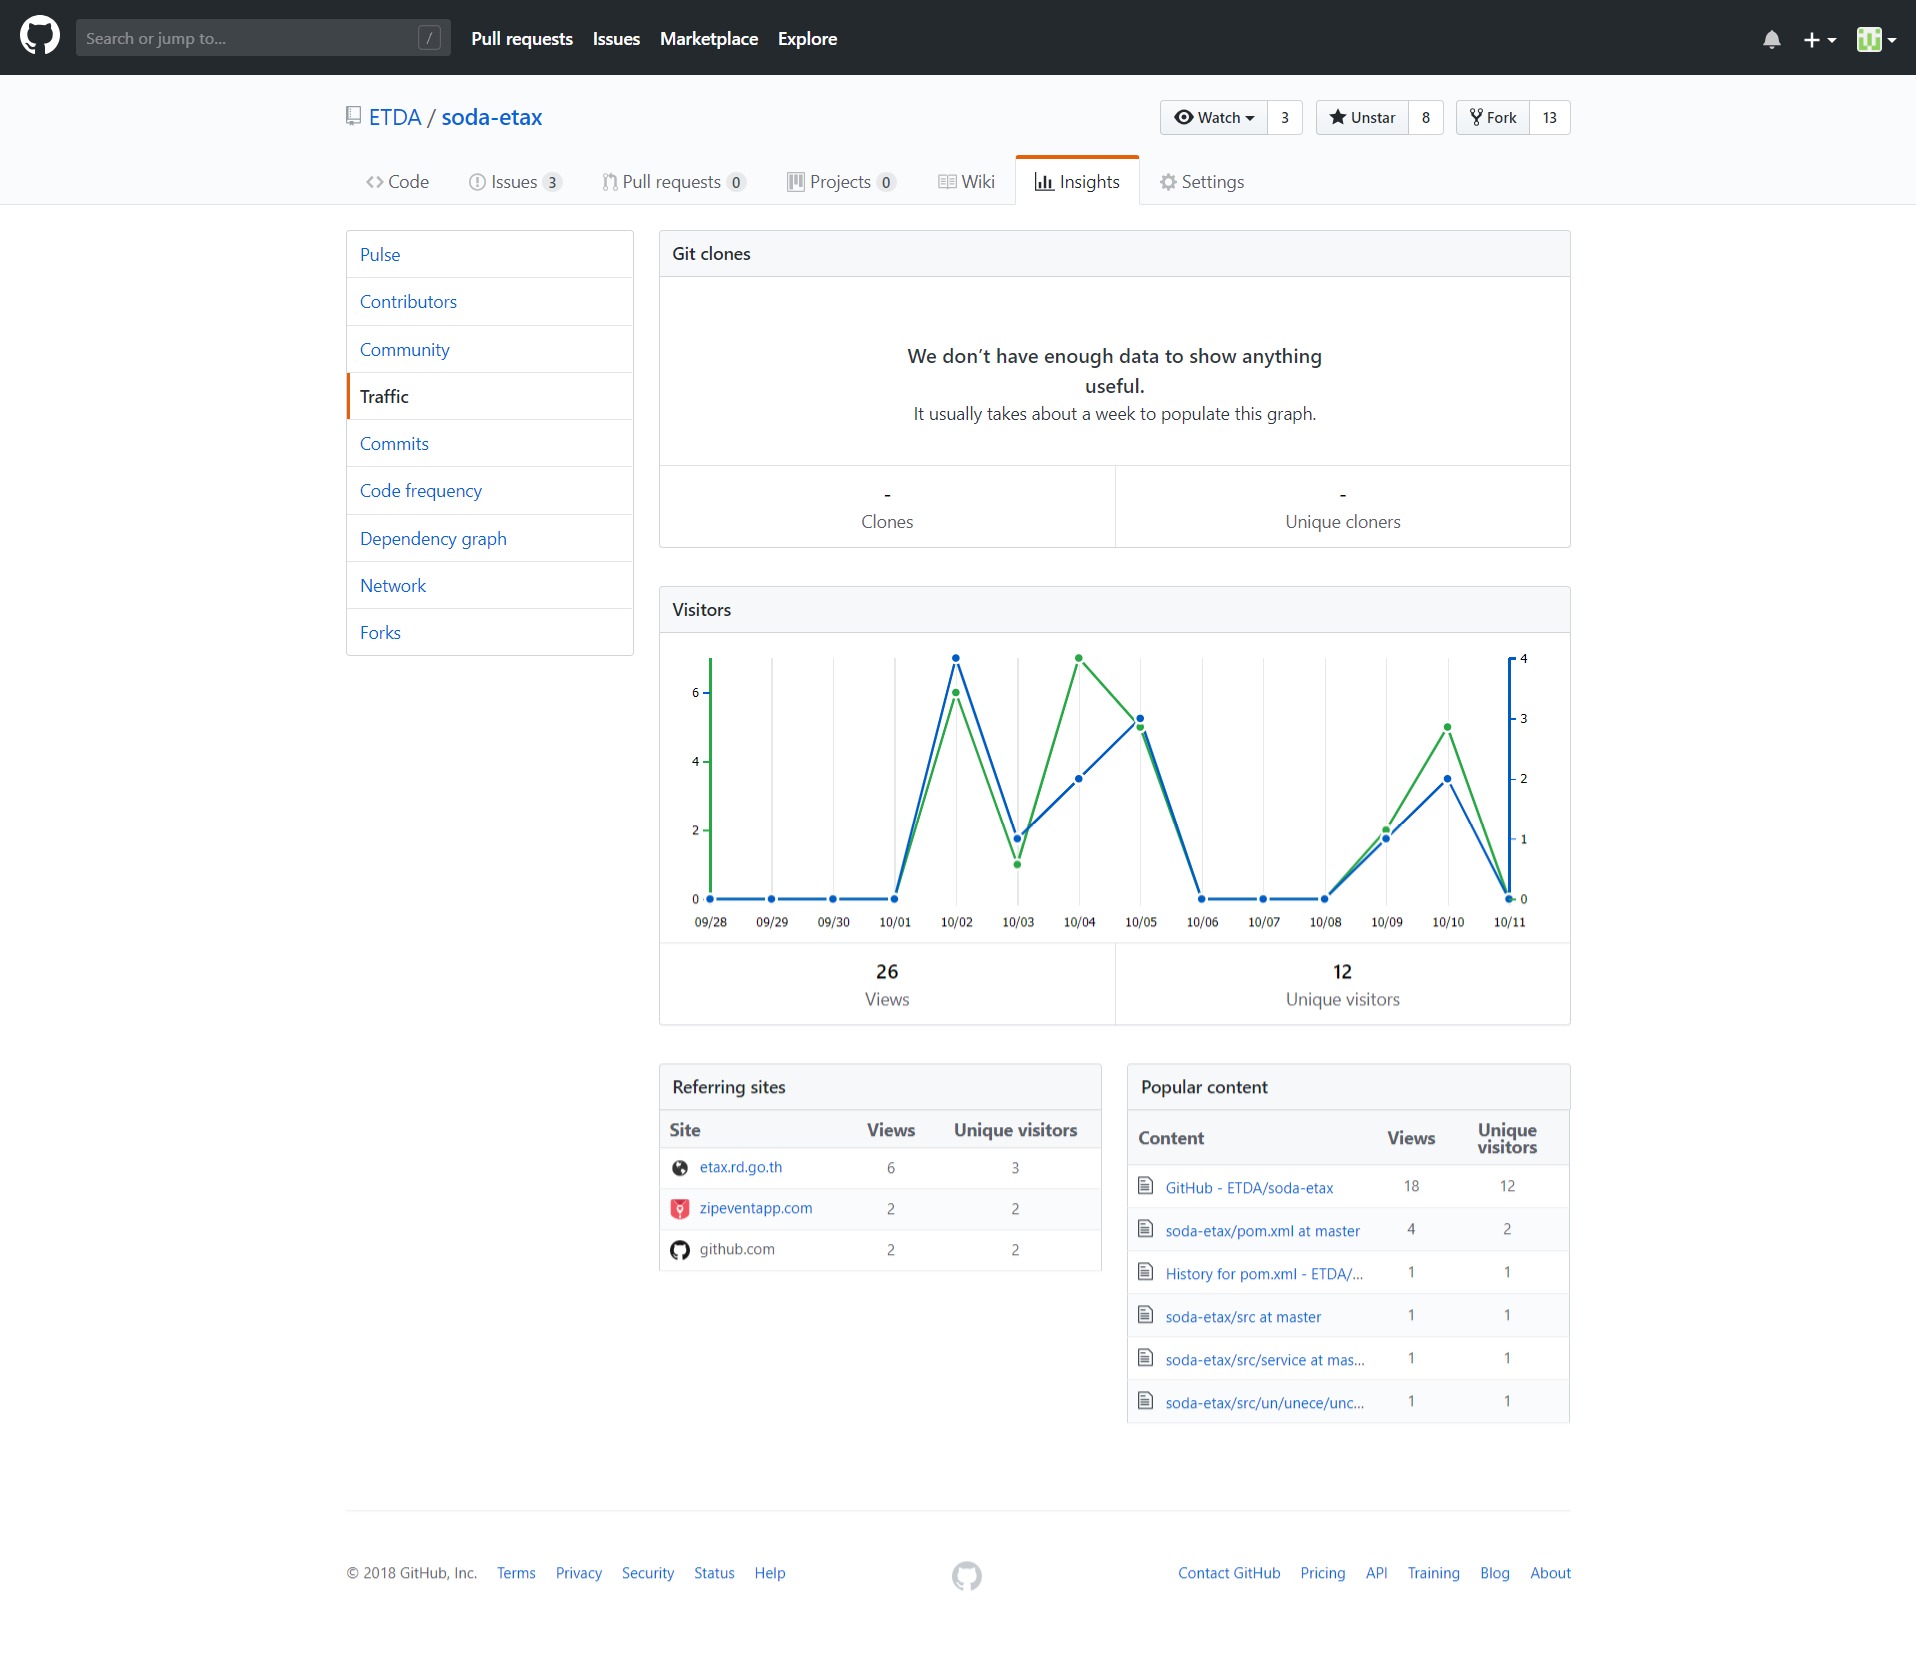 Search or jump to... /
Pull requests Issues Marketplace Explore
ETDA / soda-etax
Watch 3 Unstar 8 Fork 13
Code Issues 3 Pull requests 0 Projects 0 Wiki Insights Settings
Pulse
Contributors
Community
Traffic
Commits
Code frequency
Dependency graph
Network
Forks
Git clones
We don't have enough data to show anything
useful.
It usually takes about a week to populate this graph.
- -
Clones Unique cloners
Visitors
6
4
2
0
4
3
2
1
0
09/28 09/29 09/30 10/01 10/02 10/03 10/04 10/05 10/06 10/07 10/08 10/09 10/10 10/11
26 12
Views Unique visitors
Referring sites
Site Views Unique visitors
etax.rd.go.th 6 3
zipeventapp.com 2 2
github.com 2 2
Popular content
Content Views Unique
visitors
GitHub - ETDA/soda-etax 18 12
soda-etax/pom.xml at master 4 2
History for pom.xml - ETDA/... 1 1
soda-etax/src at master 1 1
soda-etax/src/service at mas... 1 1
soda-etax/src/un/unece/unc... 1 1
© 2018 GitHub, Inc. Terms Privacy Security Status Help
Contact GitHub Pricing API Training Blog About